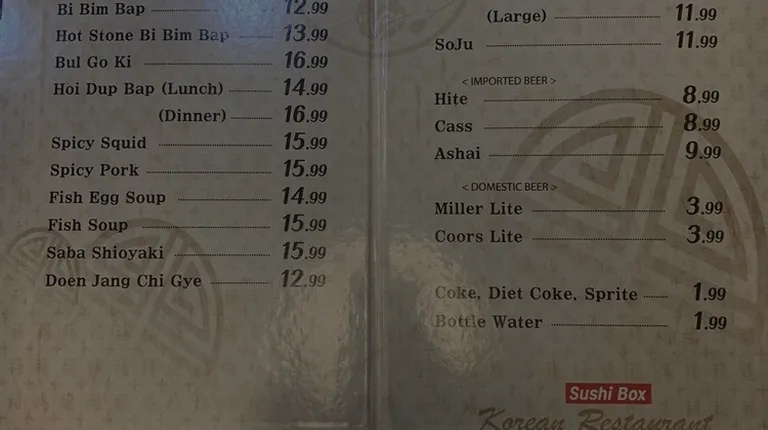 Bi Bim Bap 12.99
Hot Stone Bi Bim Bap 13.99
Bul Go Ki 16.99
Hoi Dup Bap (Lunch) 14.99
(Dinner) 16.99
Spicy Squid 15.99
Spicy Pork 15.99
Fish Egg Soup 14.99
Fish Soup 15.99
Saba Shioyaki 15.99
Doen Jang Chi Gye 12.99
(Large) 11.99
SoJu 11.99
< IMPORTED BEER >
Hite 8.99
Cass 8.99
Ashai 9.99
< DOMESTIC BEER >
Miller Lite 3.99
Coors Lite 3.99
Coke, Diet Coke, Sprite 1.99
Bottle Water 1.99
Sushi Box
Korean Restaurant